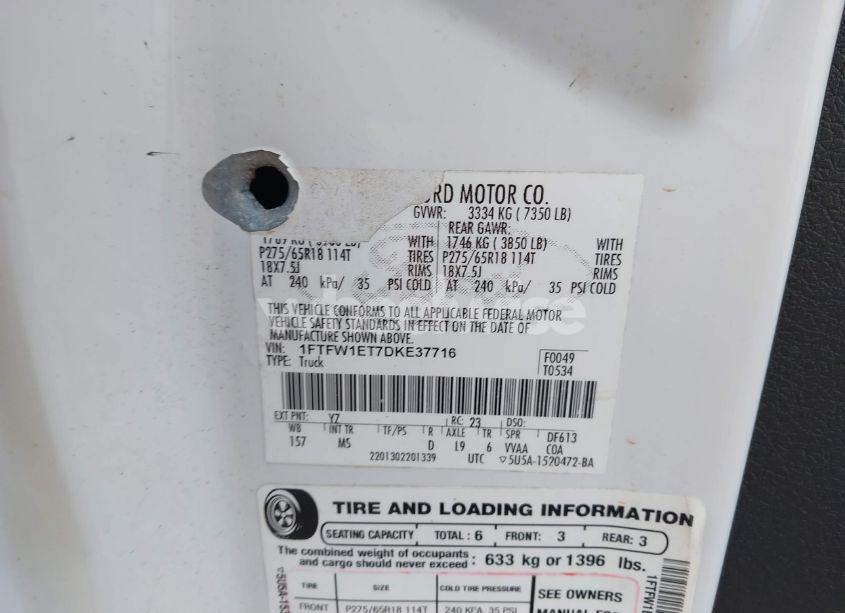 ORD MOTOR CO.
GVWR: 3334 KG ( 7350 LB)
REAR GAWR:
WITH 1746 KG ( 3850 LB) WITH
P275/65R18 114T TIRES P275/65R18 114T TIRES
18X7.5J RIMS 18X7.5J RIMS
AT 240 kPa/ 35 PSI COLD AT 240 kPa/ 35 PSI COLD
THIS VEHICLE CONFORMS TO ALL APPLICABLE FEDERAL MOTOR
VEHICLE SAFETY STANDARDS IN EFFECT ON THE DATE OF
MANUFACTURE SHOWN ABOVE.
VIN: 1FTFW1ET7DKE37716 F0049
TYPE: Truck T0534
EXT PNT: YZ RC: 23 DSO:
WB INT TR TP/PS R AXLE TR SPR DF613
157 MS D L9 6 VVAA COA
2201302201339 UTC ▽5U5A-1520472-BA
TIRE AND LOADING INFORMATION
SEATING CAPACITY TOTAL : 6 FRONT: 3 REAR: 3
The combined weight of occupants and cargo should never exceed : 633 kg or 1396 lbs.
TIRE SIZE COLD TIRE PRESSURE SEE OWNERS
FRONT P275/65R18 114T 240 KPA, 35 PSI